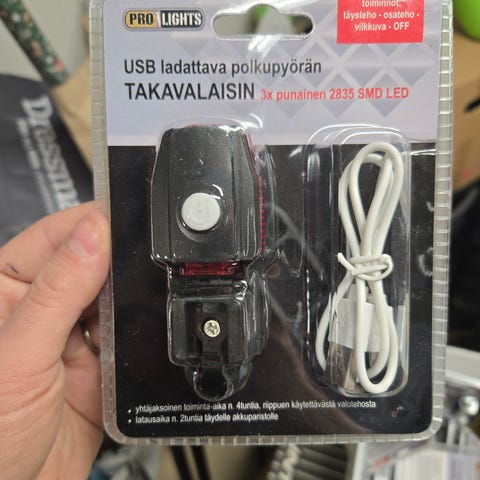 PRO LIGHTS
toiminnot:
täysteho - osateho -
vilkkuva - OFF
USB ladattava polkupyörän
TAKAVALAISIN 3x punainen 2835 SMD LED
Dressmann
• yhtäjaksoinen toiminta-aika n. 4tuntia, riippuen käytettävästä valotehosta
• latausaika n. 2tuntia täydelle akkuparistolle